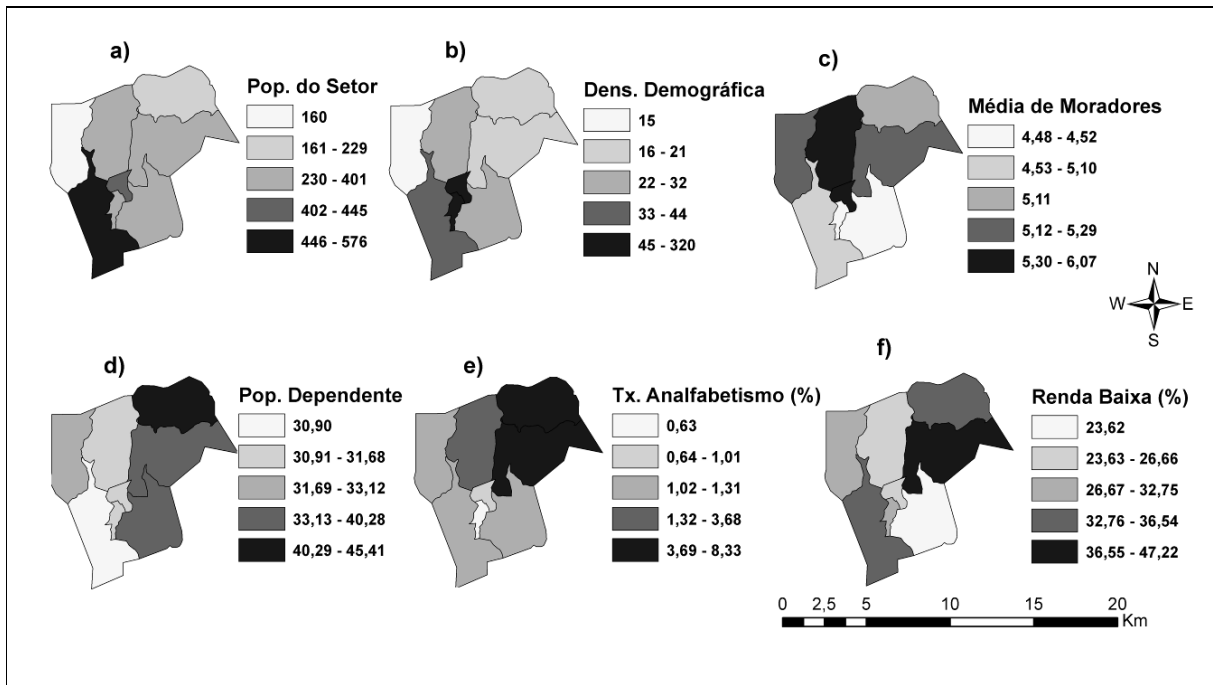 a)
Pop. do Setor
160
161 - 229
230 - 401
402 - 445
446 - 576
b)
Dens. Demográfica
15
16 - 21
22 - 32
33 - 44
45 - 320
c)
Média de Moradores
4,48 - 4,52
4,53 - 5,10
5,11
5,12 - 5,29
5,30 - 6,07
N
W E
S
d)
Pop. Dependente
30,90
30,91 - 31,68
31,69 - 33,12
33,13 - 40,28
40,29 - 45,41
e)
Tx. Analfabetismo (%)
0,63
0,64 - 1,01
1,02 - 1,31
1,32 - 3,68
3,69 - 8,33
f)
Renda Baixa (%)
23,62
23,63 - 26,66
26,67 - 32,75
32,76 - 36,54
36,55 - 47,22
0 2,5 5 10 15 20
Km